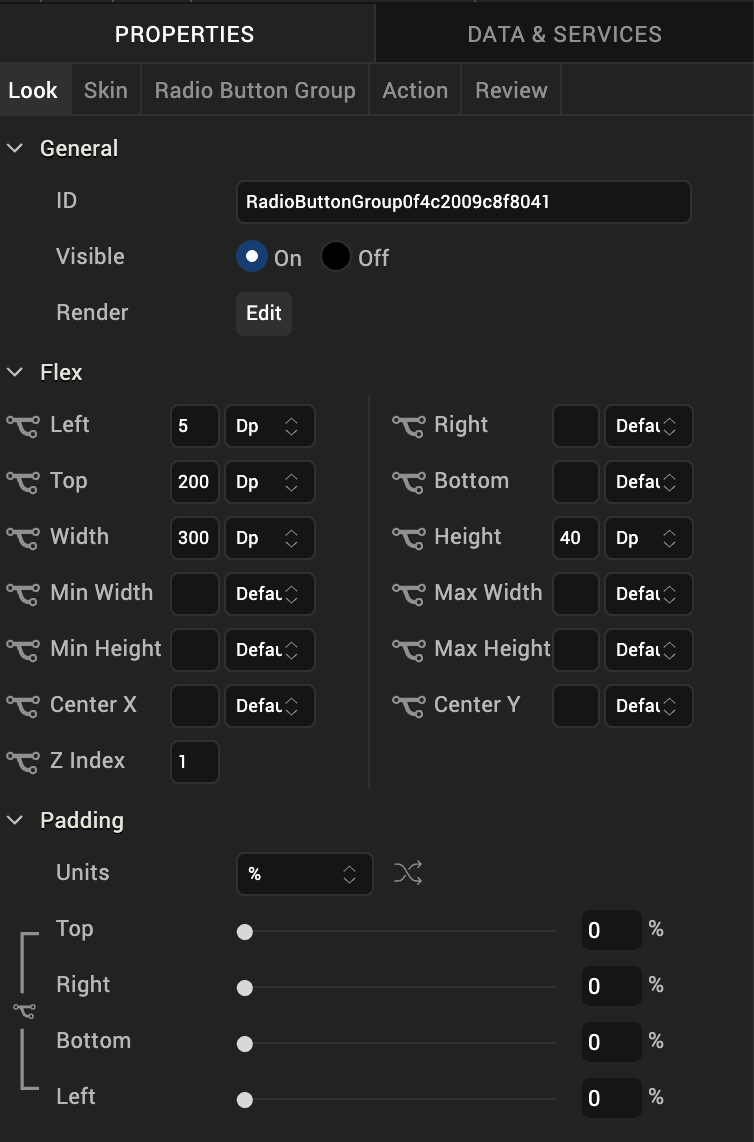 PROPERTIES DATA & SERVICES
Look Skin Radio Button Group Action Review
General
ID RadioButtonGroup0f4c2009c8f8041
Visible On Off
Render Edit
Flex
Left 5 Dp Right Defau
Top 200 Dp Bottom Defau
Width 300 Dp Height 40 Dp
Min Width Defau Max Width Defau
Min Height Defau Max Height Defau
Center X Defau Center Y Defau
Z Index 1
Padding
Units %
Top 0 %
Right 0 %
Bottom 0 %
Left 0 %